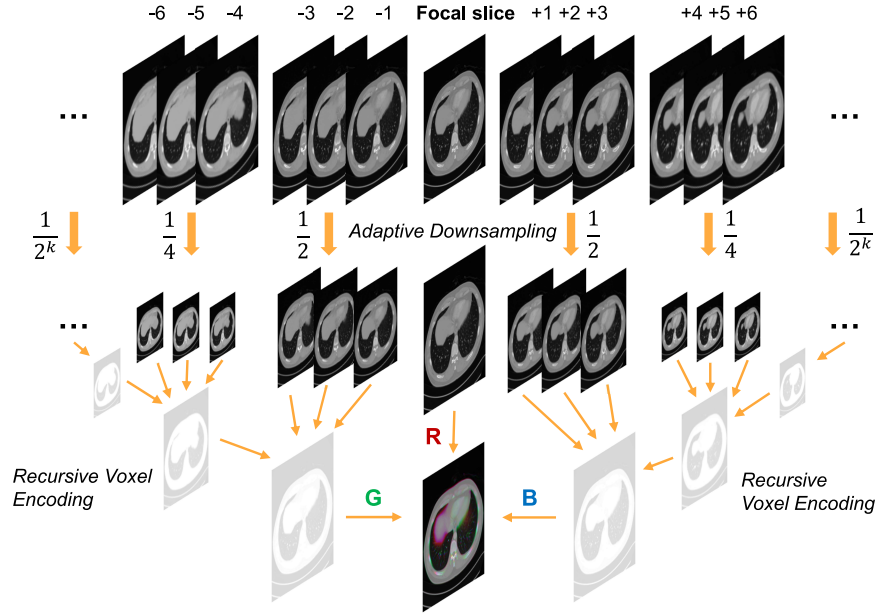 -6 -5 -4 -3 -2 -1 Focal slice +1 +2 +3 +4 +5 +6
... ...
1/2^k 1/4 1/2 Adaptive Downsampling 1/2 1/4 1/2^k
... ...
R
Recursive Voxel
Encoding
G B
Recursive
Voxel Encoding